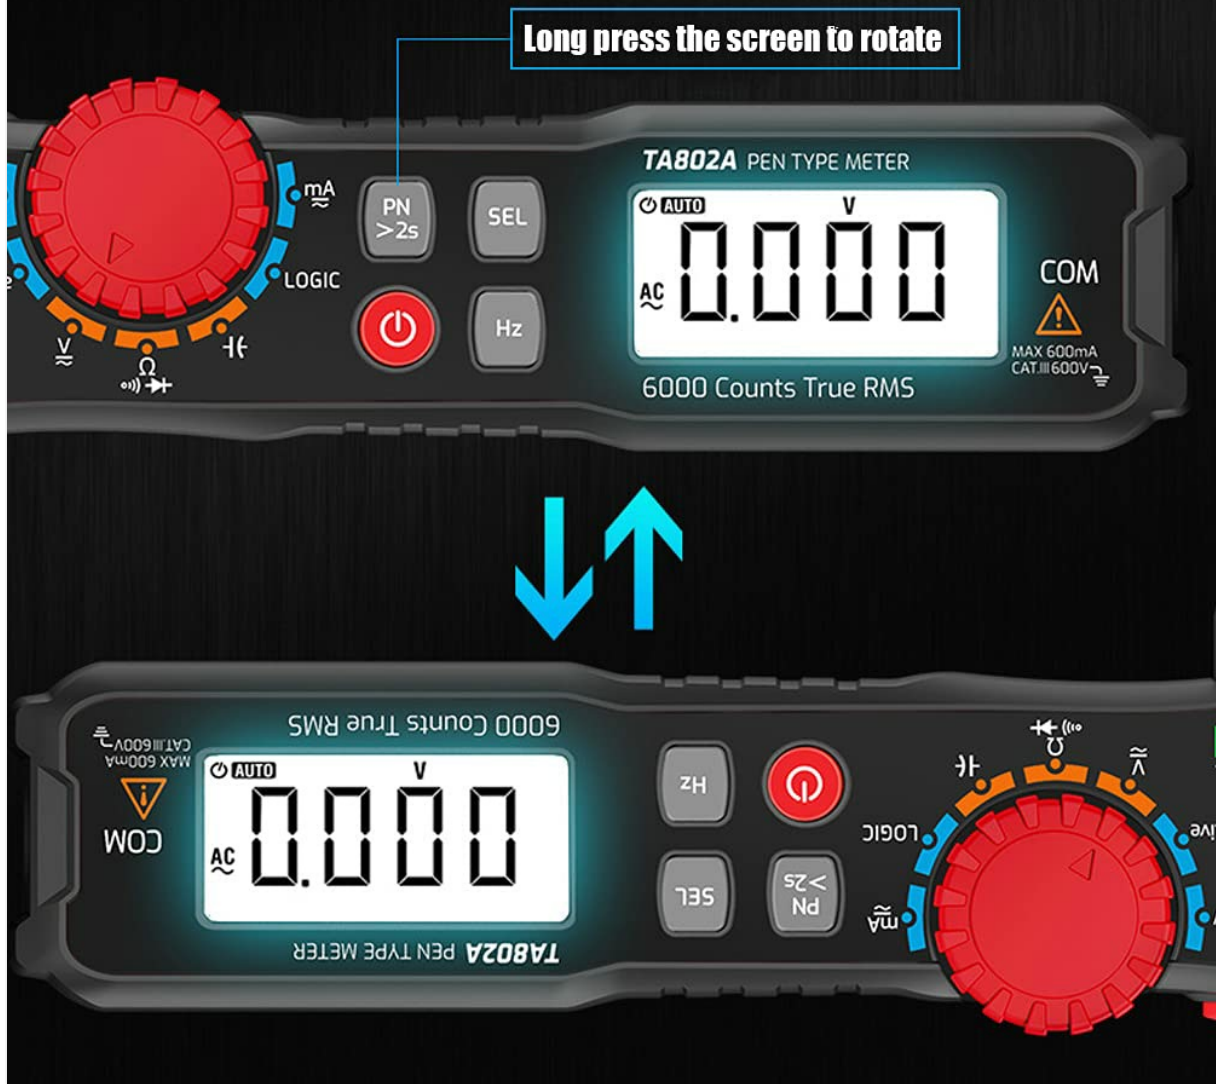 Long press the screen to rotate
TA802A PEN TYPE METER
mA
PN
>2s
SEL
AUTO
V
0.000
AC
COM
LOGIC
Hz
MAX 600mA
CAT.III 600V
V
Ω
6000 Counts True RMS
6000 Counts True RMS
CAT.III 600V
MAX 600mA
COM
AUTO
V
0.000
AC
Hz
Ω
V
LOGIC
SEL
PN
>2s
mA
TA802A PEN TYPE METER